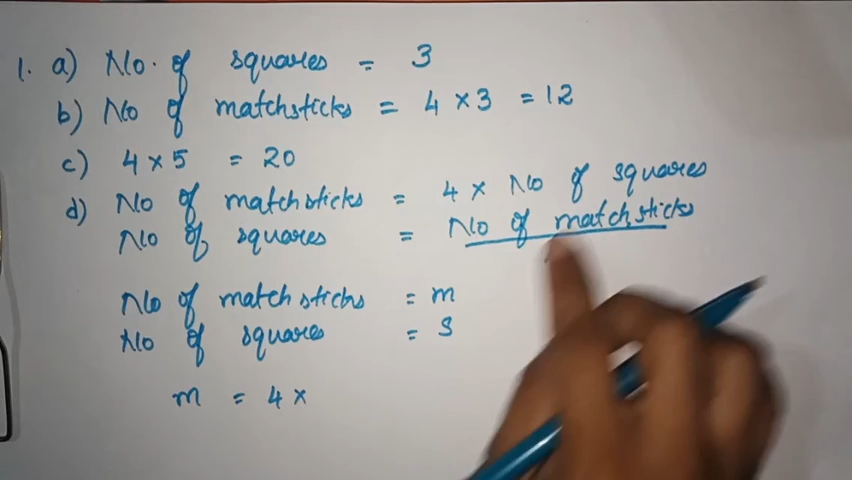 1. a) No. of squares = 3
b) No of matchsticks = 4 × 3 = 12
c) 4 × 5 = 20
d) No of matchsticks = 4 × No of squares
No of squares = No of matchsticks
No of matchsticks = m
No of squares = s
m = 4 ×